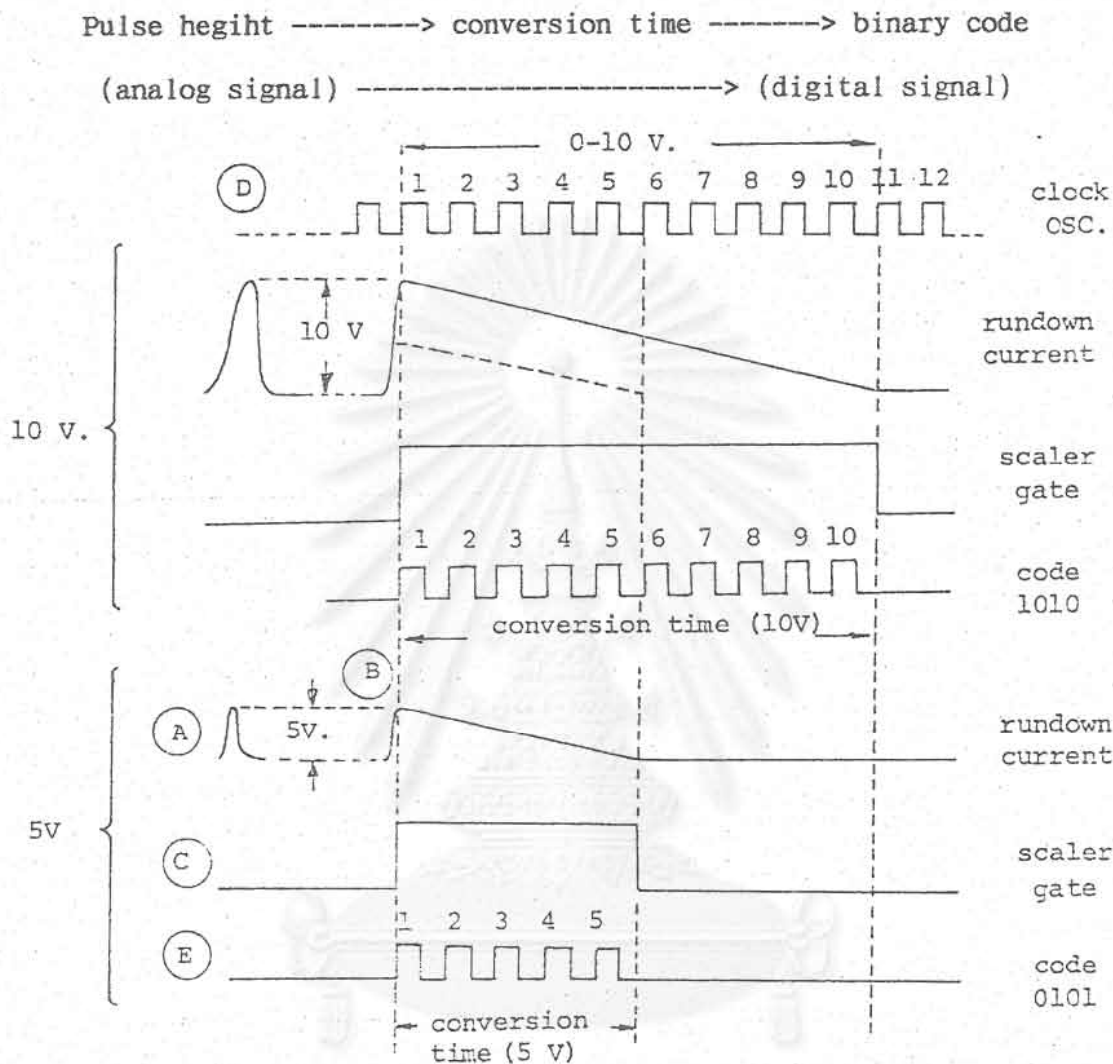 Pulse hegiht --------> conversion time -------> binary code
(analog signal) ------------------------> (digital signal)
0-10 V.
D
1 2 3 4 5 6 7 8 9 10 11 12
clock
OSC.
10 V
rundown
current
10 V.
scaler
gate
1 2 3 4 5 6 7 8 9 10
code
1010
conversion time (10V)
B
A
5v.
rundown
current
5V
C
scaler
gate
1 2 3 4 5
E
code
0101
conversion
time (5 V)